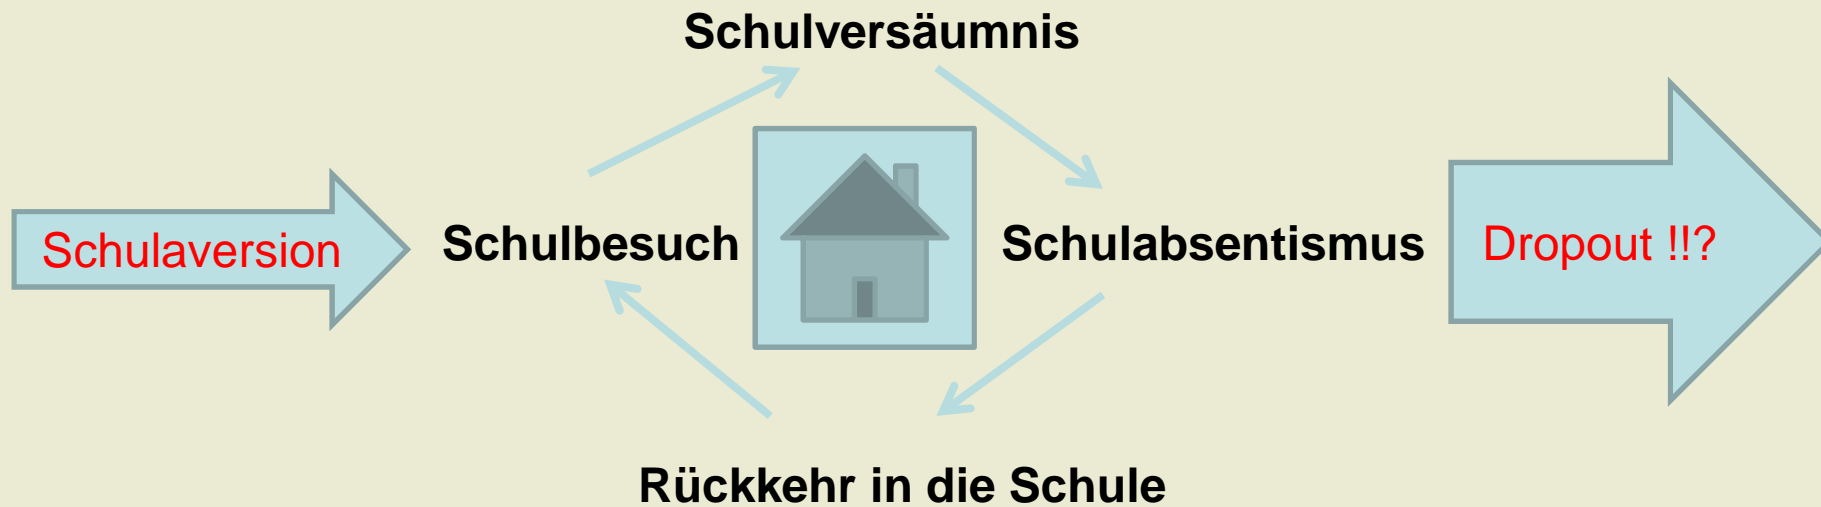 Schulversäumnis
Schulaversion
Schulbesuch
Schulabsentismus
Dropout !!?
Rückkehr in die Schule